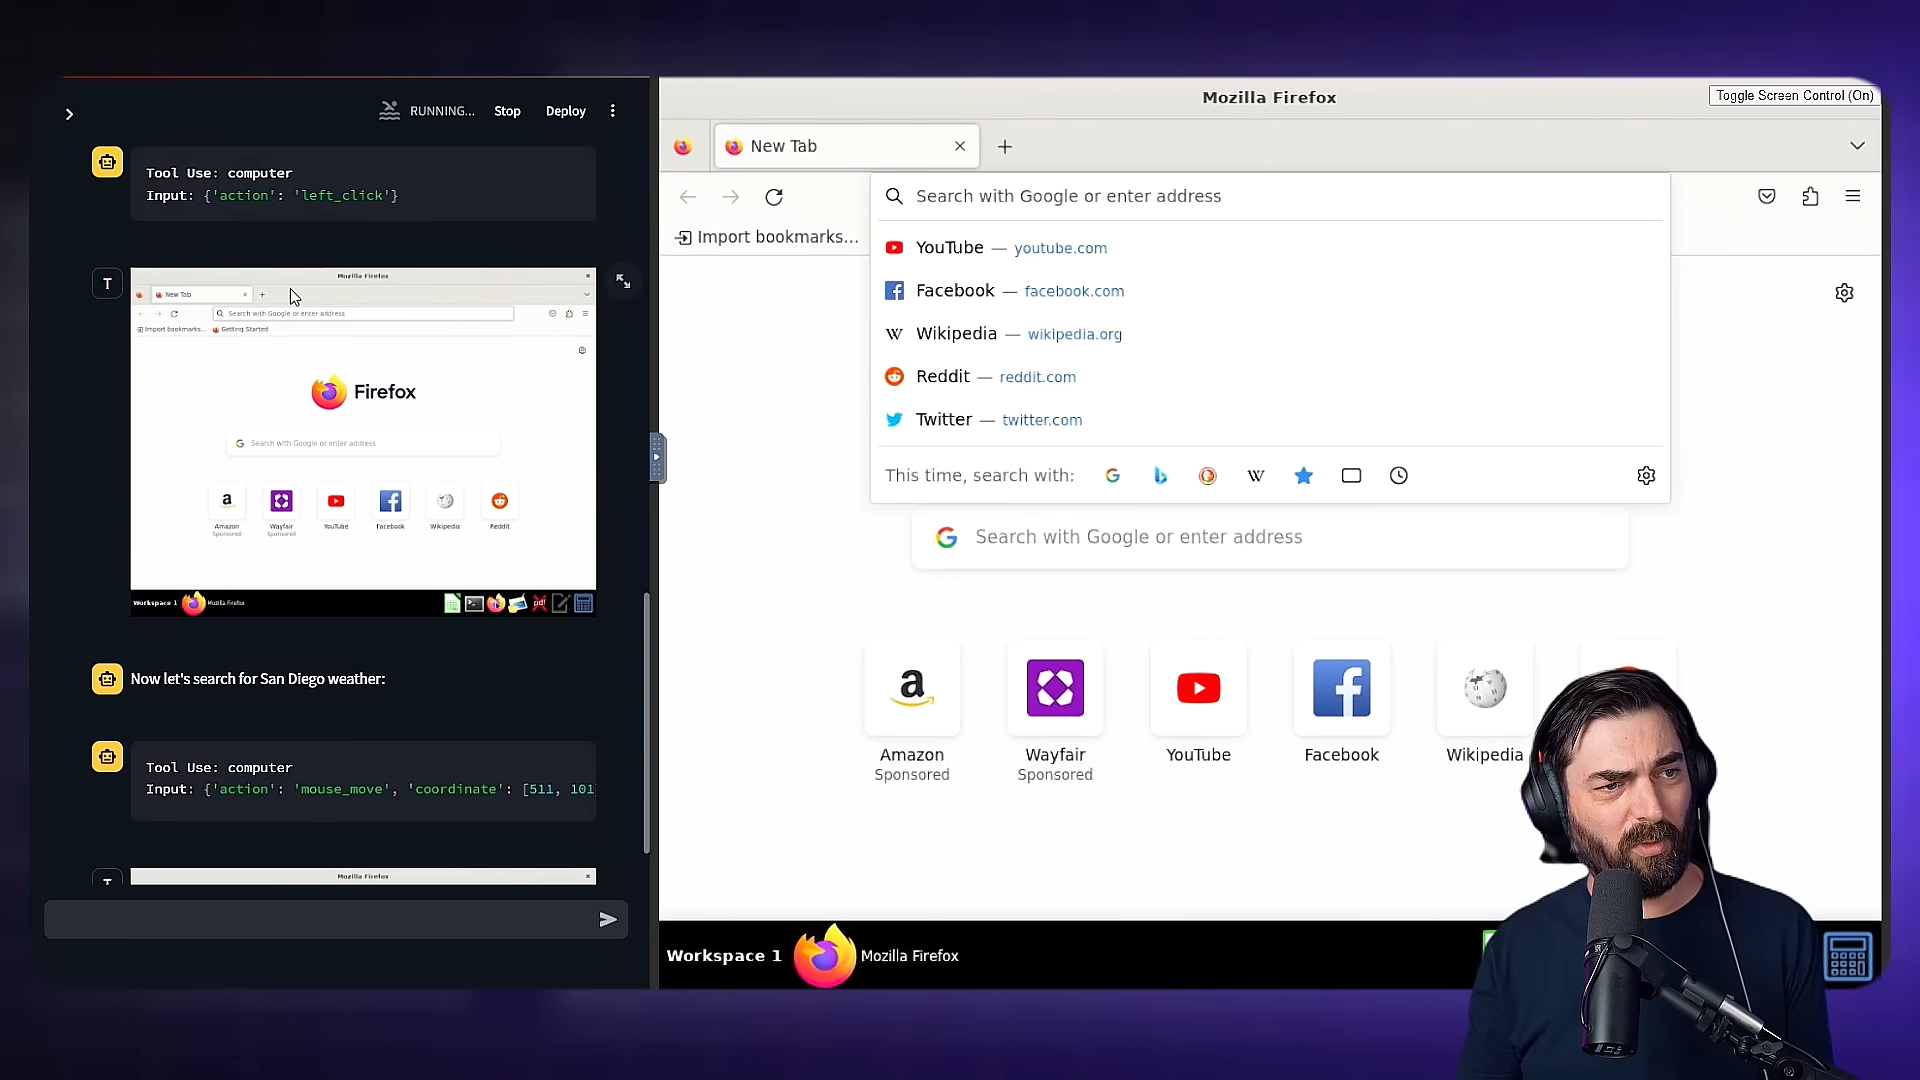 RUNNING...
Stop
Deploy
Tool Use: computer
Input: {'action': 'left_click'}
T
Mozilla Firefox
New Tab
Search with Google or enter address
Import bookmarks...
Getting Started
Firefox
Search with Google or enter address
Amazon
Sponsored
Wayfair
Sponsored
YouTube
Facebook
Wikipedia
Reddit
Workspace 1
Mozilla Firefox
pdf
Now let's search for San Diego weather:
Tool Use: computer
Input: {'action': 'mouse_move', 'coordinate': [511, 101
T
Mozilla Firefox
Mozilla Firefox
Toggle Screen Control (On)
New Tab
Search with Google or enter address
Import bookmarks...
YouTube — youtube.com
Facebook — facebook.com
W Wikipedia — wikipedia.org
Reddit — reddit.com
Twitter — twitter.com
This time, search with:
W
Search with Google or enter address
Amazon
Sponsored
Wayfair
Sponsored
YouTube
Facebook
Wikipedia
Workspace 1
Mozilla Firefox